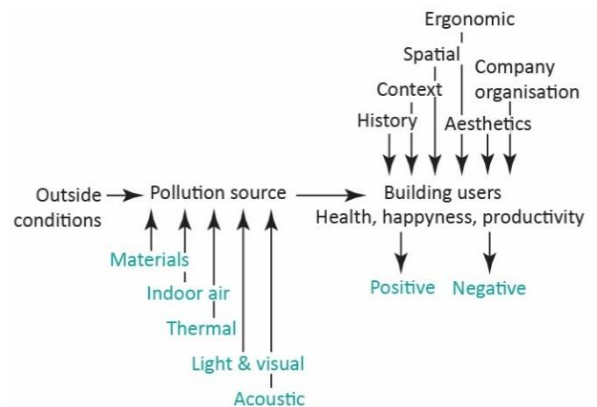 Ergonomic
Spatial
Company
organisation
Context
History
Aesthetics
Outside
conditions
Pollution source
Building users
Health, happyness, productivity
Materials
Indoor air
Thermal
Light & visual
Acoustic
Positive
Negative